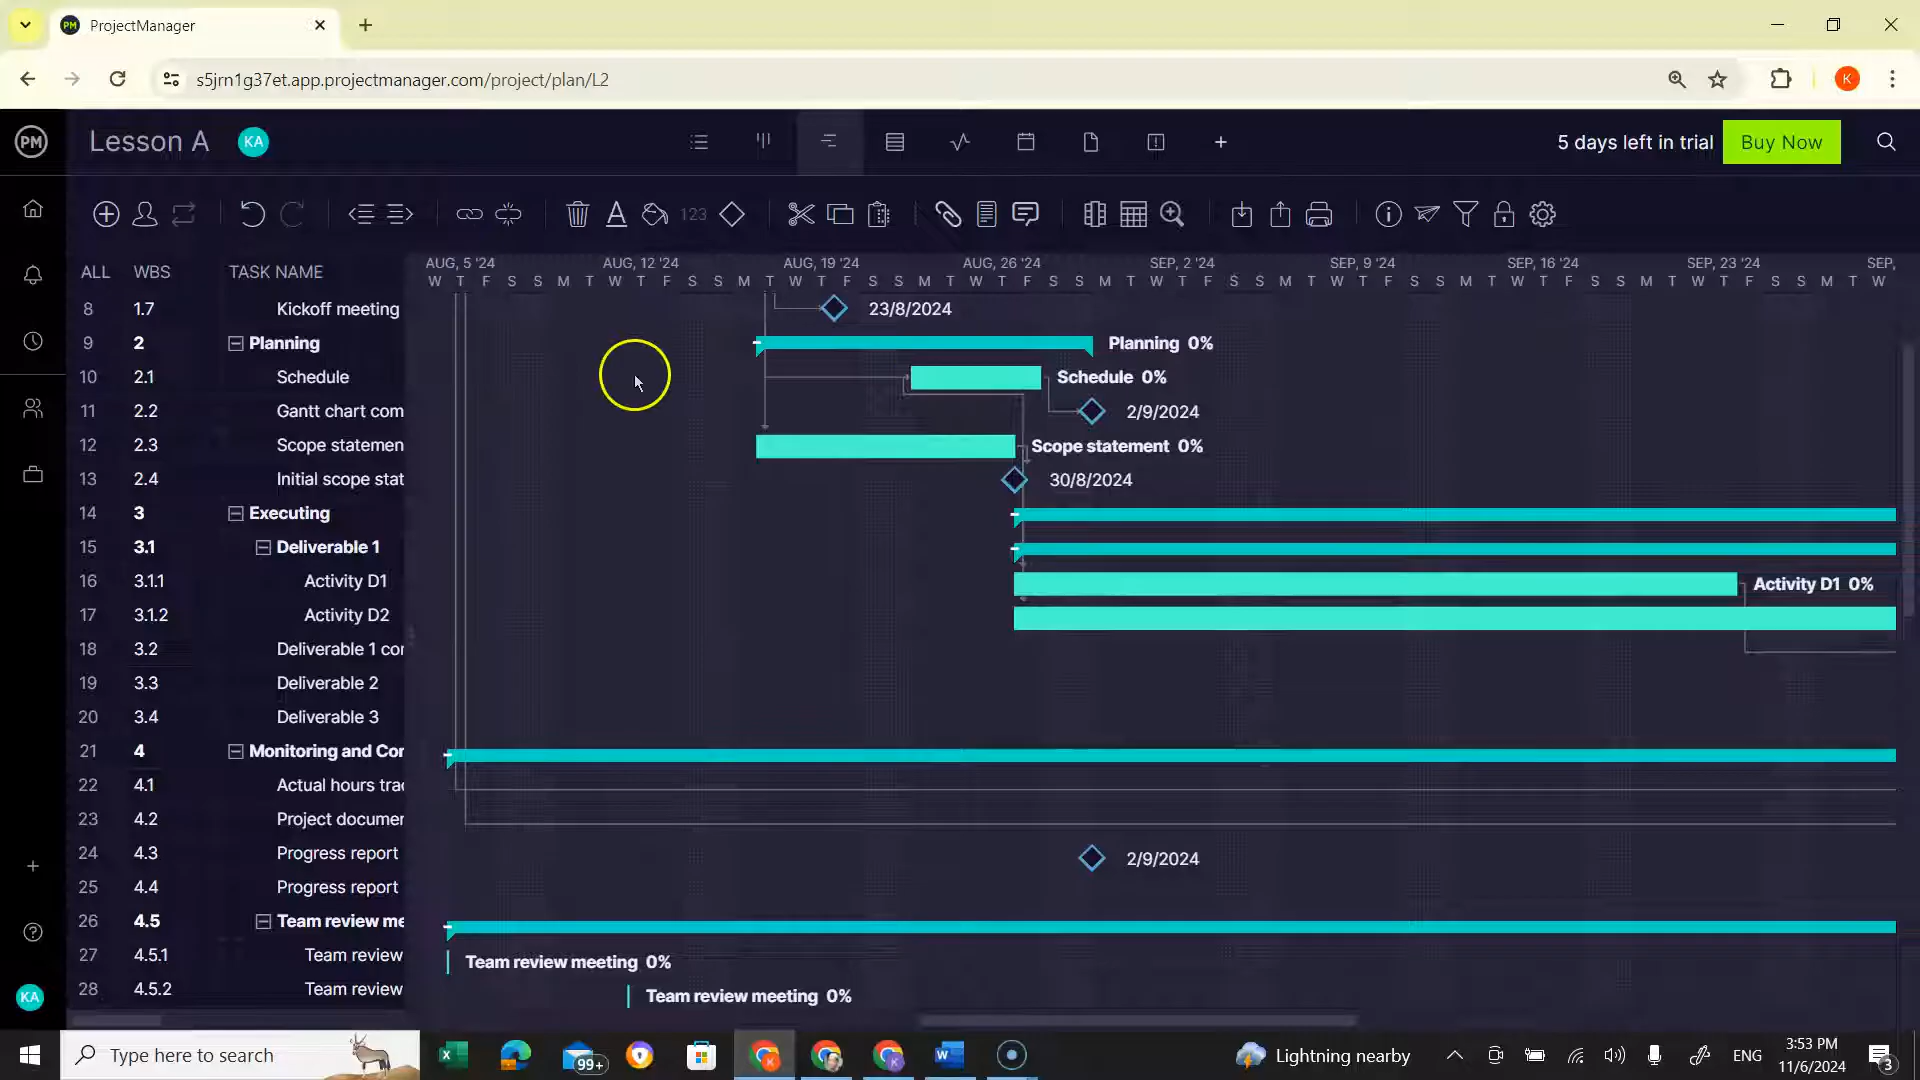 PM ProjectManager
s5jrn1g37et.app.projectmanager.com/project/plan/L2 K
PM Lesson A KA 5 days left in trial Buy Now
123
ALL WBS TASK NAME AUG, 5 '24 AUG, 12 '24 AUG, 19 '24 AUG, 26 '24 SEP, 2 '24 SEP, 9 '24 SEP, 16 '24 SEP, 23 '24 SEP,
W T F S S M T W T F S S M T W T F S S M T W T F S S M T W T F S S M T W T F S S M T W T F S S M T W T F S S M T W
8 1.7 Kickoff meeting 23/8/2024
9 2 Planning Planning 0%
10 2.1 Schedule Schedule 0%
11 2.2 Gantt chart com 2/9/2024
12 2.3 Scope statemen Scope statement 0%
13 2.4 Initial scope stat 30/8/2024
14 3 Executing
15 3.1 Deliverable 1
16 3.1.1 Activity D1 Activity D1 0%
17 3.1.2 Activity D2
18 3.2 Deliverable 1 cor
19 3.3 Deliverable 2
20 3.4 Deliverable 3
21 4 Monitoring and Cor
22 4.1 Actual hours trac
23 4.2 Project documer
24 4.3 Progress report 2/9/2024
25 4.4 Progress report
26 4.5 Team review me
27 4.5.1 Team review Team review meeting 0%
28 4.5.2 Team review Team review meeting 0%
KA
Type here to search 99+ Lightning nearby ENG 3:53 PM
11/6/2024 3